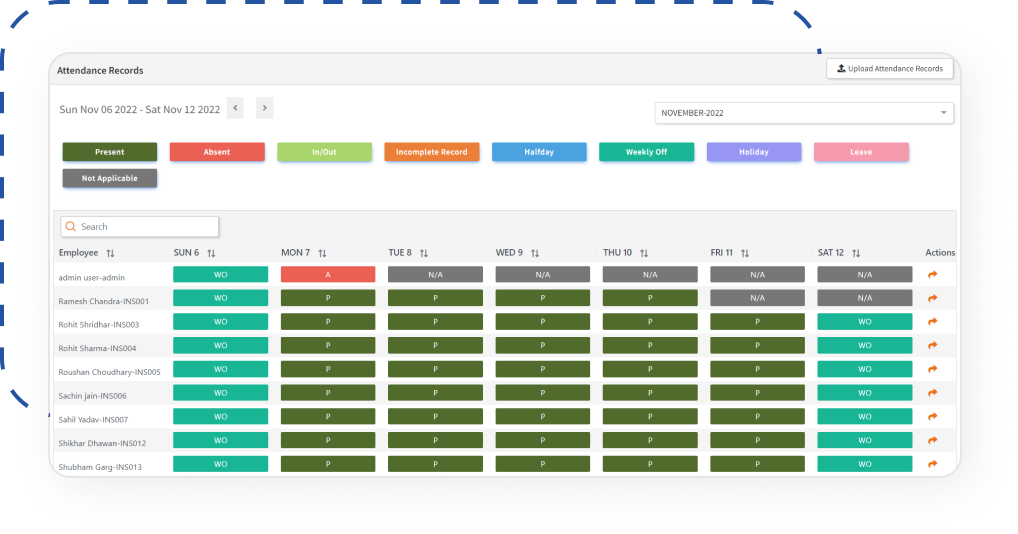 Attendance Records
Upload Attendance Records
Sun Nov 06 2022 - Sat Nov 12 2022 < >
NOVEMBER-2022
Present Absent In/Out Incomplete Record Halfday Weekly Off Holiday Leave
Not Applicable
Search
Employee SUN 6 MON 7 TUE 8 WED 9 THU 10 FRI 11 SAT 12 Actions
admin user-admin WO A N/A N/A N/A N/A N/A
Ramesh Chandra-INS001 WO P P P P N/A N/A
Rohit Shridhar-INS003 WO P P P P P WO
Rohit Sharma-INS004 WO P P P P P WO
Roushan Choudhary-INS005 WO P P P P P WO
Sachin jain-INS006 WO P P P P P WO
Sahil Yadav-INS007 WO P P P P P WO
Shikhar Dhawan-INS012 WO P P P P P WO
Shubham Garg-INS013 WO P P P P P WO